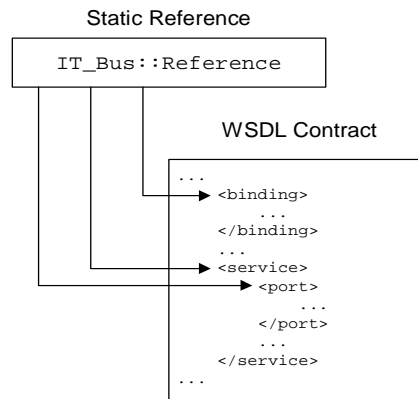 Static Reference
IT_Bus::Reference
WSDL Contract
...
<binding>
...
</binding>
...
<service>
<port>
...
</port>
...
</service>
...